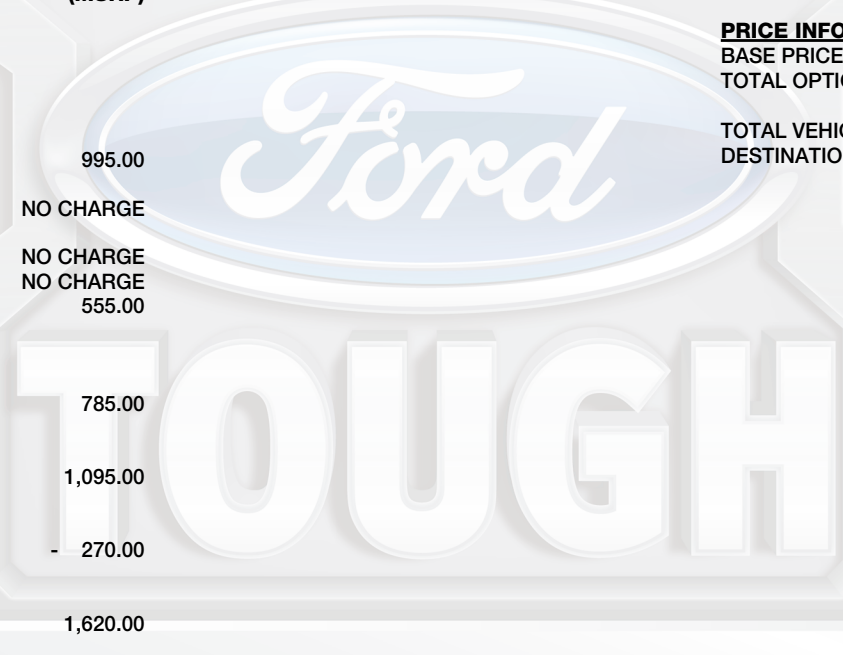 (MSRP)
995.00
NO CHARGE
NO CHARGE
NO CHARGE
555.00
785.00
1,095.00
- 270.00
1,620.00
PRICE INFO
BASE PRICE
TOTAL OPTIO
TOTAL VEHIC
DESTINATIO
Ford
TOUGH